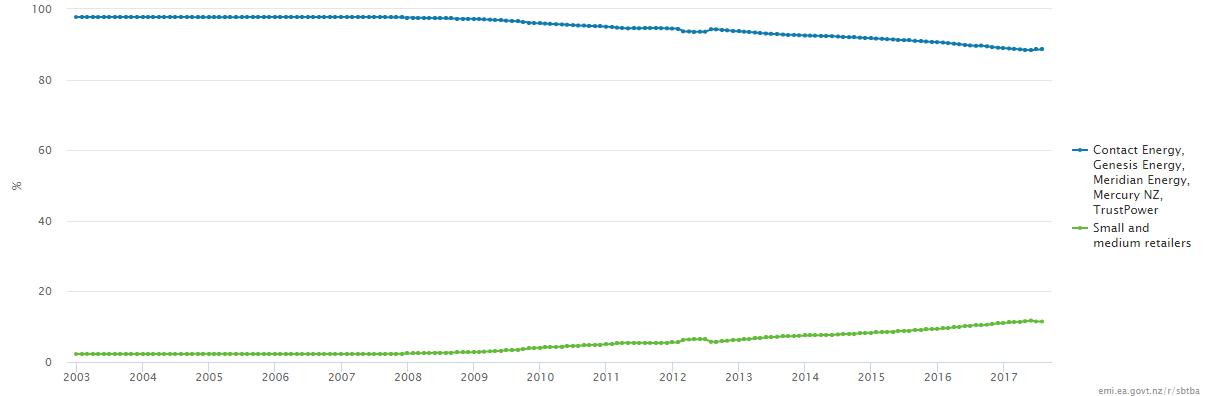 100
80
60
40
20
0
%
2003 2004 2005 2006 2007 2008 2009 2010 2011 2012 2013 2014 2015 2016 2017
Contact Energy,
Genesis Energy,
Meridian Energy,
Mercury NZ,
TrustPower
Small and
medium retailers
emi.ea.govt.nz/r/sbtba